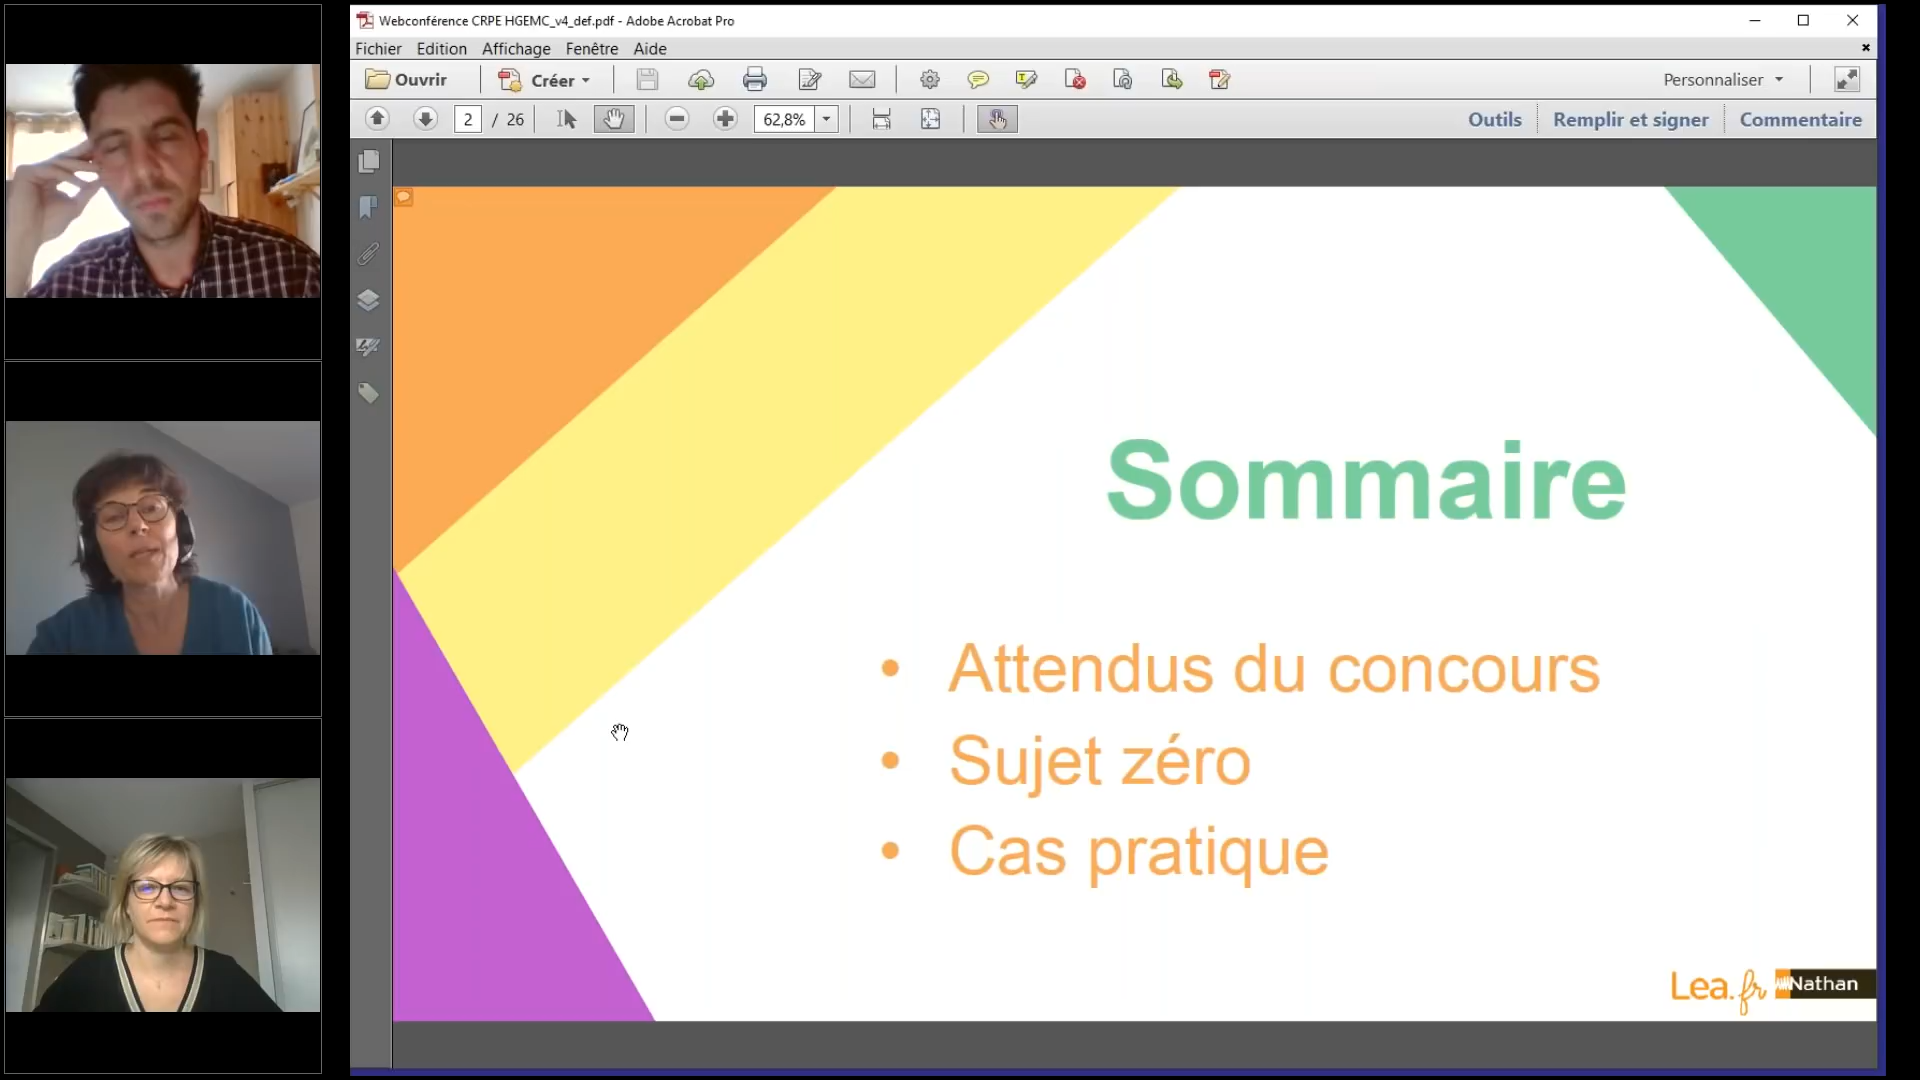 Webconférence CRPE HGEMC_v4_def.pdf - Adobe Acrobat Pro
Fichier Edition Affichage Fenêtre Aide
Ouvrir Créer Personnaliser
2 / 26 62,8% Outils Remplir et signer Commentaire
Sommaire
• Attendus du concours
• Sujet zéro
• Cas pratique
Lea.fr Nathan